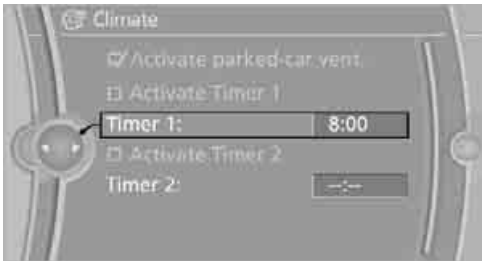 Climate
Activate parked-car vent.
Activate Timer 1
Timer 1: 8:00
Activate Timer 2
Timer 2: --:--